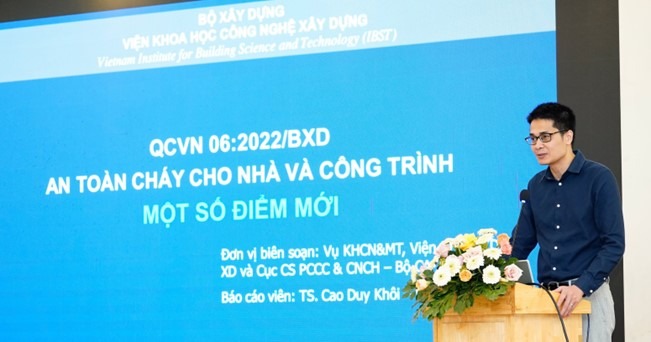 BỘ XÂY DỰNG
VIỆN KHOA HỌC CÔNG NGHỆ XÂY DỰNG
Vietnam Institute for Building Science and Technology (IBST)
QCVN 06:2022/BXD
AN TOÀN CHÁY CHO NHÀ VÀ CÔNG TRÌNH
MỘT SỐ ĐIỂM MỚI
Đơn vị biên soạn: Vụ KHCN&MT, Viện
XD và Cục CS PCCC & CNCH – Bộ
Báo cáo viên: TS. Cao Duy Khôi